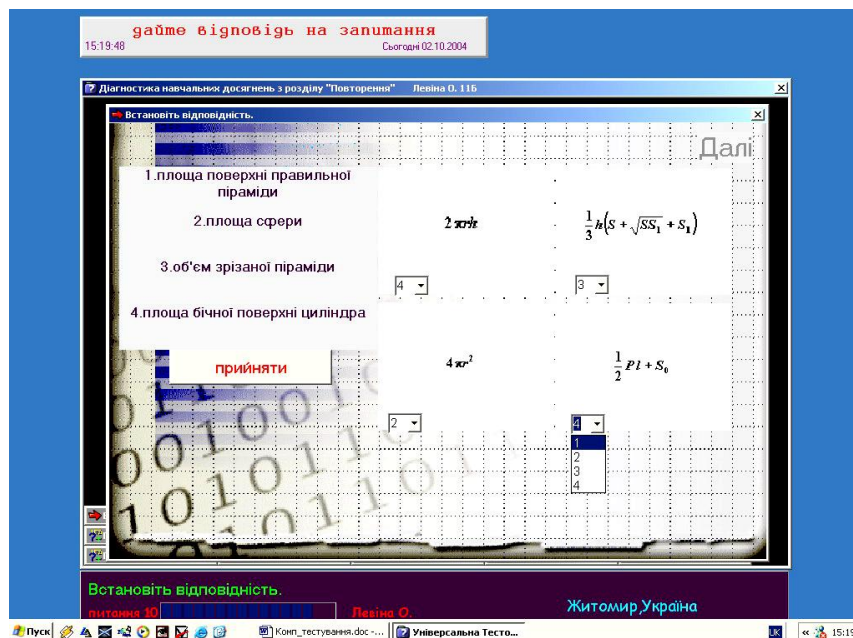 дайте відповідь на запитання
15:19:48
Сьогодні 02.10.2004
Діагностика навчальних досягнень з розділу "Повторення" Левіна О. 11Б
Встановіть відповідність.
Далі
1.площа поверхні правильної
піраміди
2.площа сфери
3.об'єм зрізаної піраміди
4.площа бічної поверхні циліндра
прийняти
2πrh
4
1/3 h(S + √SS₁ + S₁)
3
4πr²
2
1/2 Pl + S₀
4
1
2
3
4
Встановіть відповідність.
питання 10
Левіна О.
Житомир,Україна
Пуск
Комп_тестування.doc -...
Універсальна Тесто...
UK
«
15:19